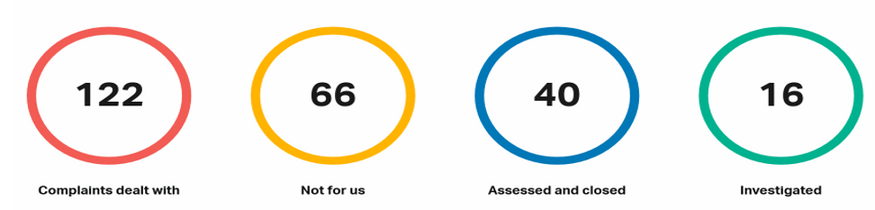 122
Complaints dealt with
66
Not for us
40
Assessed and closed
16
Investigated